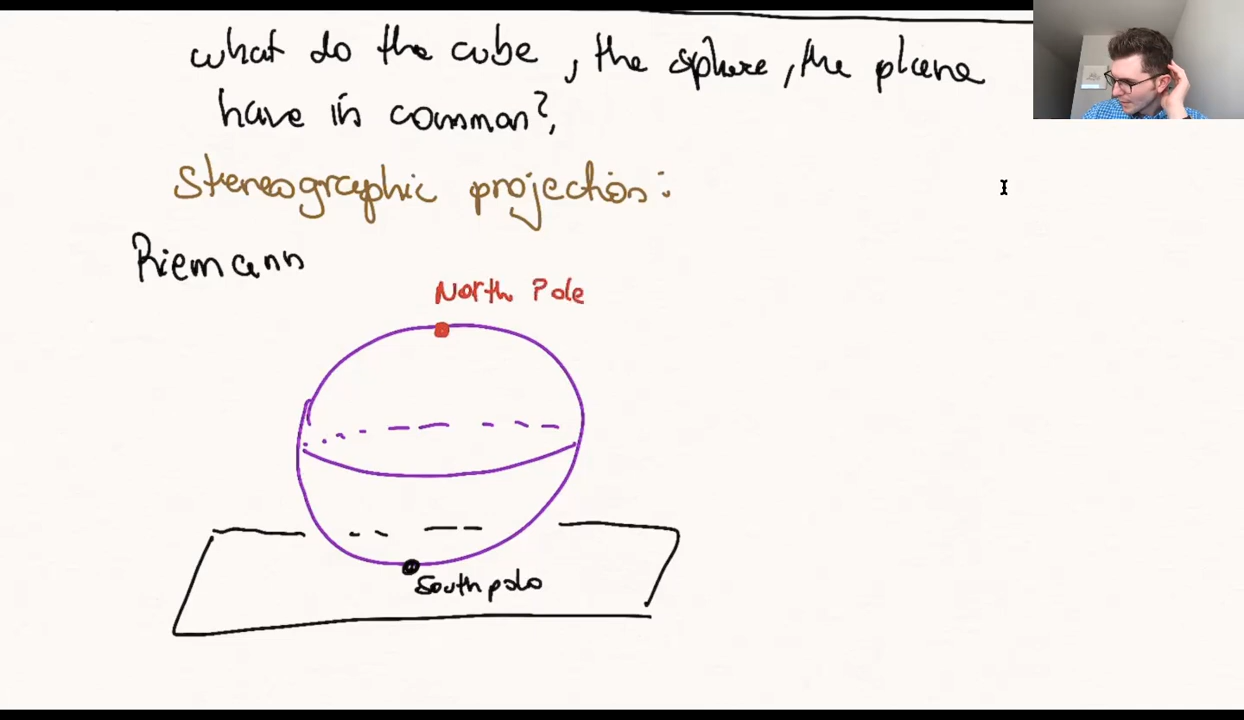 what do the cube, the sphere, the plane
have in common?,
Stereographic projection:
Riemann
North Pole
South pole